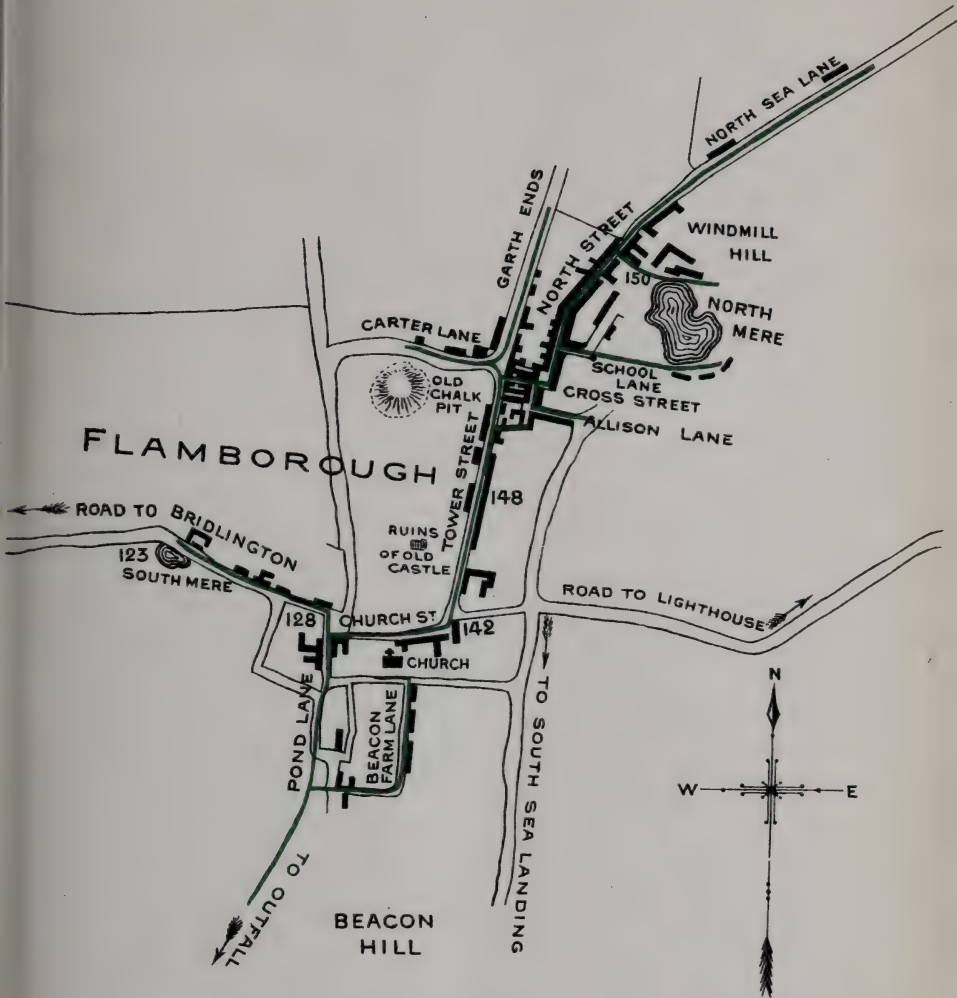 NORTH SEA LANE
GARTH ENDS
NORTH STREET
WINDMILL
HILL
150
NORTH
MERE
CARTER LANE
SCHOOL
LANE
CROSS STREET
ALLISON LANE
OLD
CHALK
PIT
FLAMBOROUGH
TOWER STREET
148
ROAD TO BRIDLINGTON
RUINS
OF OLD
CASTLE
123
SOUTH MERE
ROAD TO LIGHTHOUSE
128
CHURCH ST.
142
CHURCH
POND LANE
BEACON
FARM LANE
TO SOUTH SEA LANDING
N
W
E
TO OUTFALL
BEACON
HILL